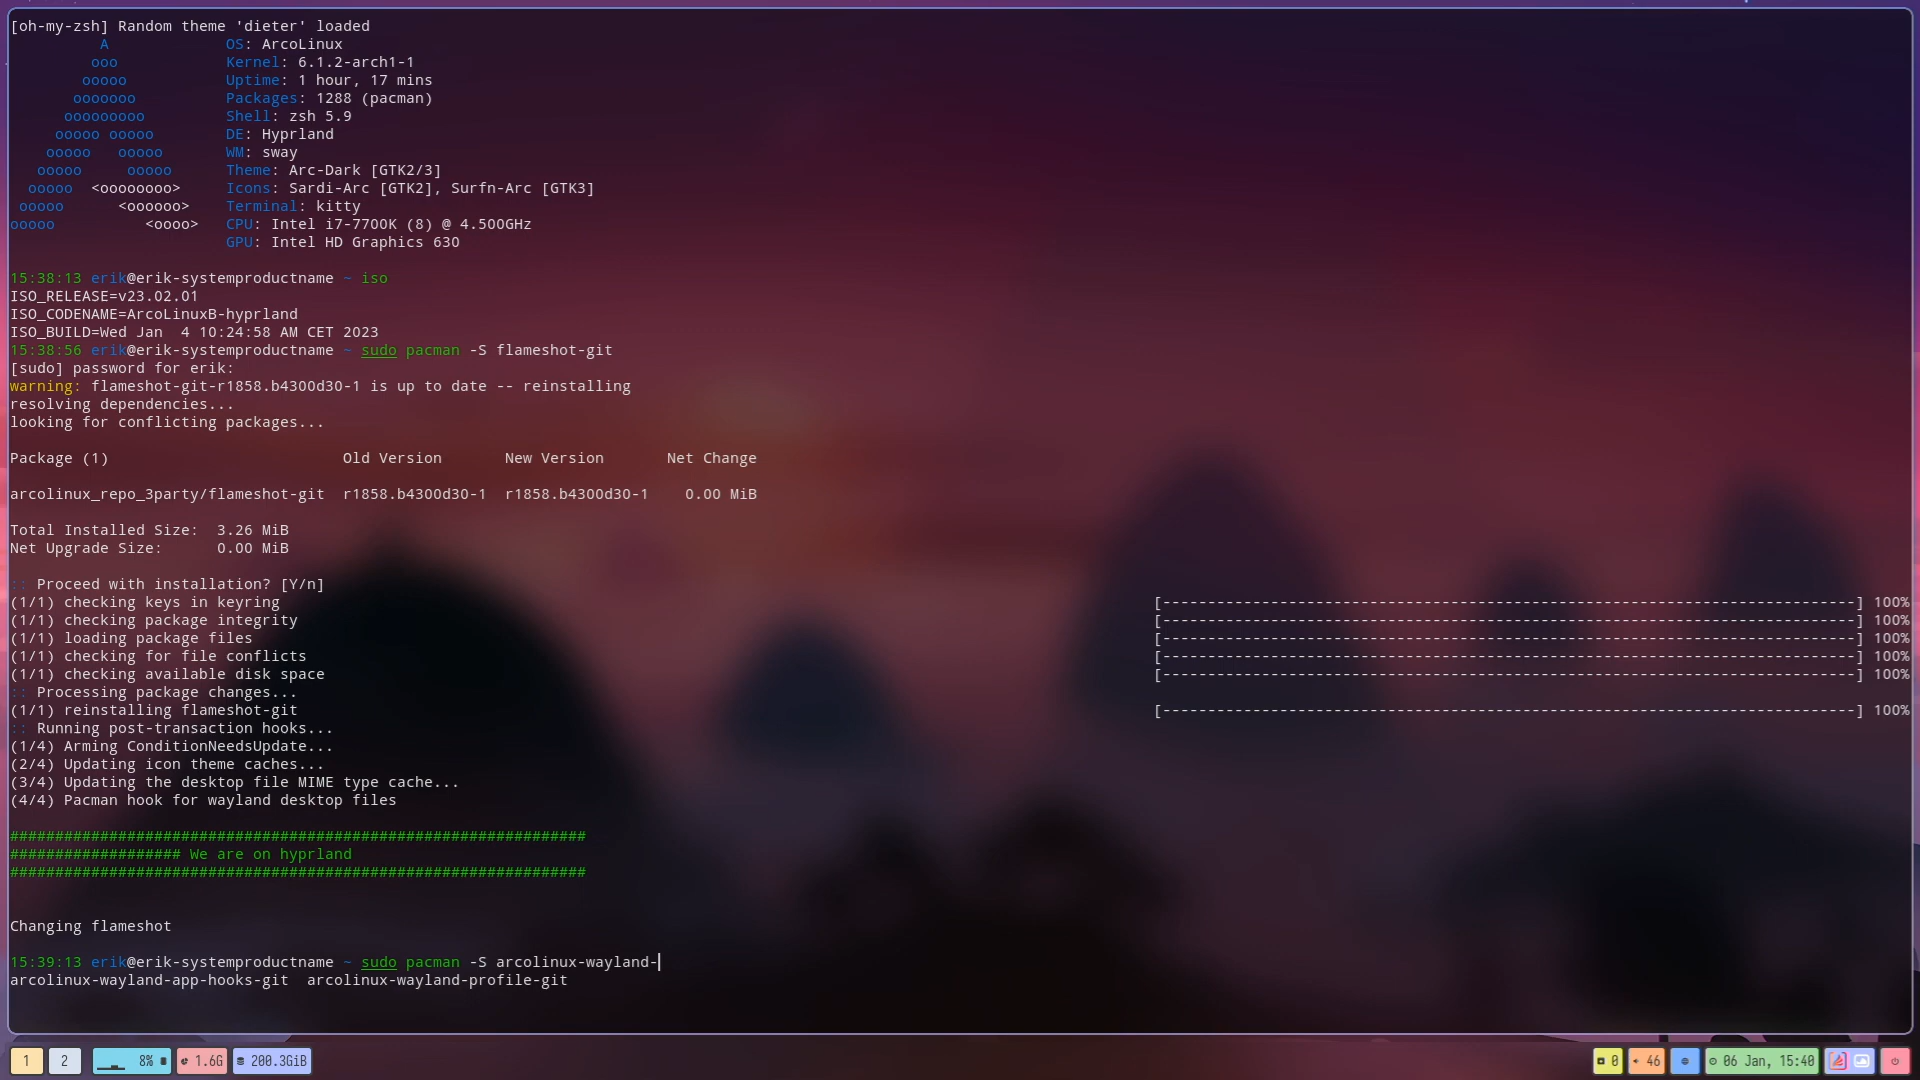 [oh-my-zsh] Random theme 'dieter' loaded
A OS: ArcoLinux
ooo Kernel: 6.1.2-arch1-1
ooooo Uptime: 1 hour, 17 mins
ooooooo Packages: 1288 (pacman)
ooooooooo Shell: zsh 5.9
ooooo ooooo DE: Hyprland
ooooo ooooo WM: sway
ooooo ooooo Theme: Arc-Dark [GTK2/3]
ooooo <oooooooo> Icons: Sardi-Arc [GTK2], Surfn-Arc [GTK3]
ooooo <oooooo> Terminal: kitty
ooooo <oooo> CPU: Intel i7-7700K (8) @ 4.500GHz
GPU: Intel HD Graphics 630
15:38:13 erik@erik-systemproductname ~ iso
ISO_RELEASE=v23.02.01
ISO_CODENAME=ArcoLinuxB-hyprland
ISO_BUILD=Wed Jan  4 10:24:58 AM CET 2023
15:38:56 erik@erik-systemproductname ~ sudo pacman -S flameshot-git
[sudo] password for erik:
warning: flameshot-git-r1858.b4300d30-1 is up to date -- reinstalling
resolving dependencies...
looking for conflicting packages...
Package (1) Old Version New Version Net Change
arcolinux_repo_3party/flameshot-git r1858.b4300d30-1 r1858.b4300d30-1 0.00 MiB
Total Installed Size: 3.26 MiB
Net Upgrade Size: 0.00 MiB
:: Proceed with installation? [Y/n]
(1/1) checking keys in keyring [-----------------------------------------------------------------------------] 100%
(1/1) checking package integrity [-----------------------------------------------------------------------------] 100%
(1/1) loading package files [-----------------------------------------------------------------------------] 100%
(1/1) checking for file conflicts [-----------------------------------------------------------------------------] 100%
(1/1) checking available disk space [-----------------------------------------------------------------------------] 100%
:: Processing package changes...
(1/1) reinstalling flameshot-git [-----------------------------------------------------------------------------] 100%
:: Running post-transaction hooks...
(1/4) Arming ConditionNeedsUpdate...
(2/4) Updating icon theme caches...
(3/4) Updating the desktop file MIME type cache...
(4/4) Pacman hook for wayland desktop files
################################################################
################### We are on hyprland
################################################################
Changing flameshot
15:39:13 erik@erik-systemproductname ~ sudo pacman -S arcolinux-wayland-
arcolinux-wayland-app-hooks-git arcolinux-wayland-profile-git
1 2 8% 1.6G 200.3GiB 0 46 06 Jan, 15:40